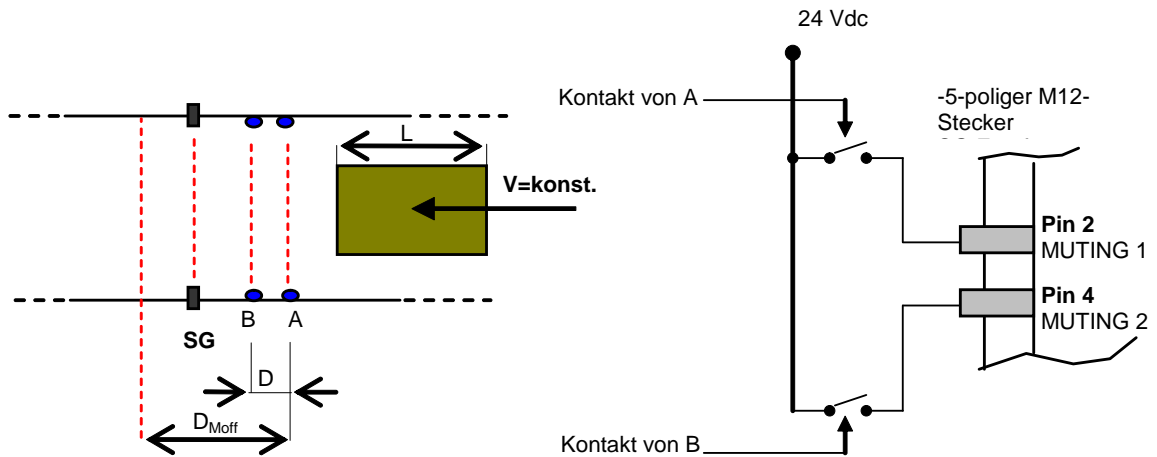 24 Vdc
Kontakt von A
-5-poliger M12-
Stecker
L
V=konst.
Pin 2
MUTING 1
Pin 4
MUTING 2
B
A
SG
D
DMoff
Kontakt von B